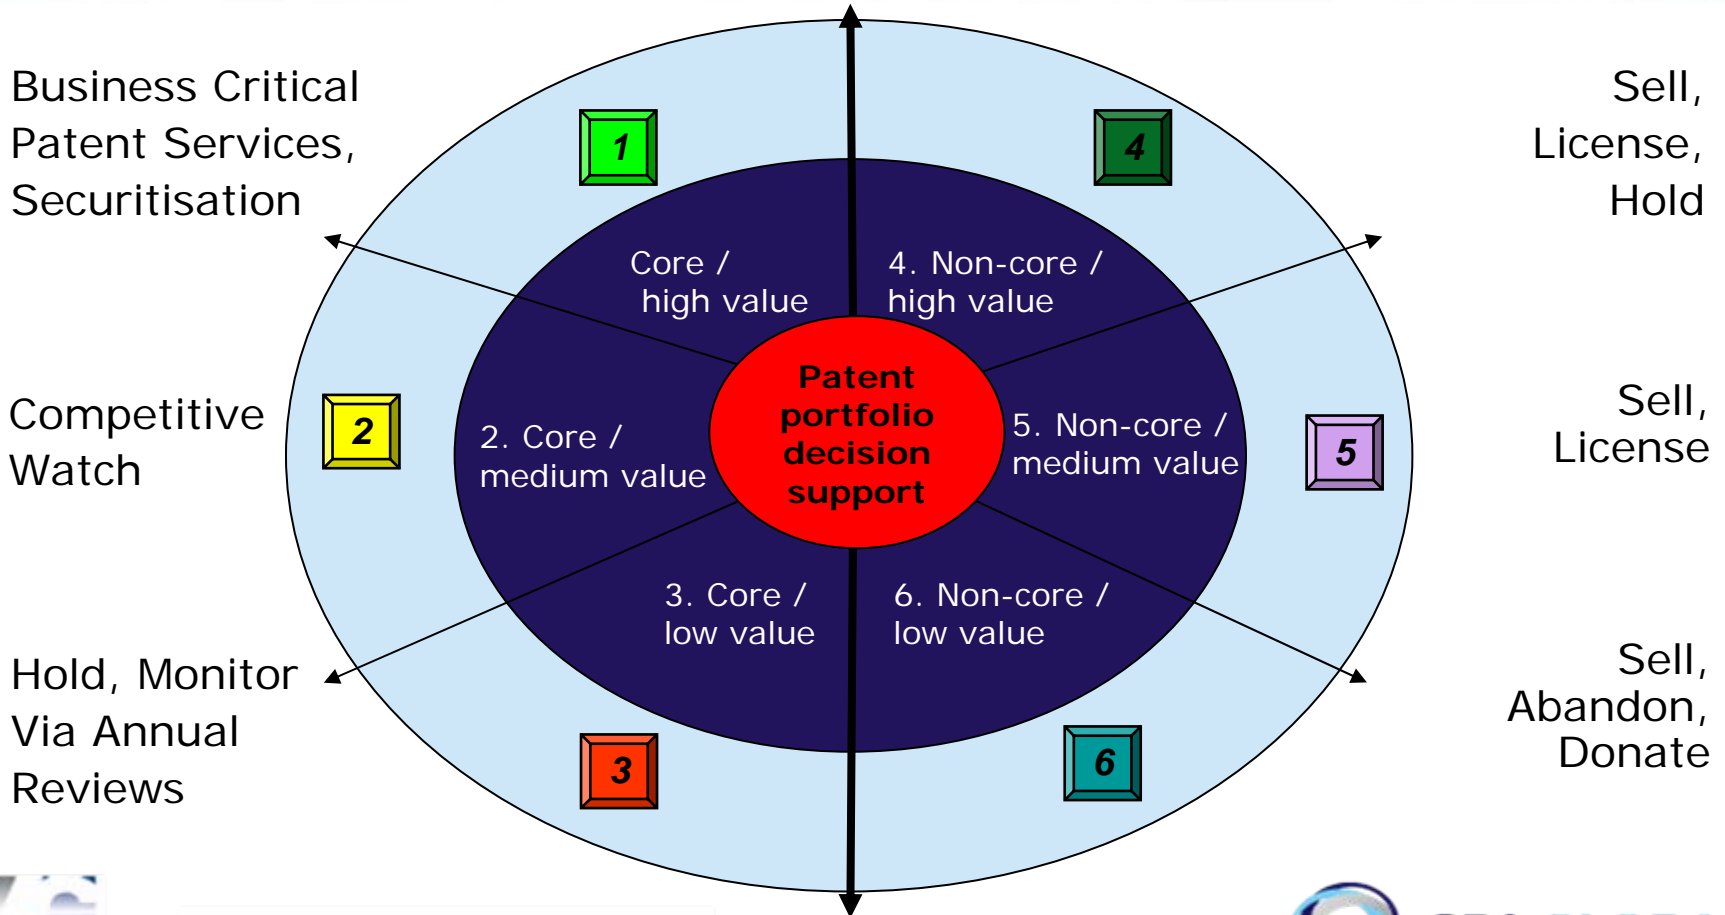 Business Critical
Patent Services,
Securitisation
1
4
Sell,
License,
Hold
Core /
high value
4. Non-core /
high value
Patent
portfolio
decision
support
Competitive
Watch
2
2. Core /
medium value
5. Non-core /
medium value
5
Sell,
License
3. Core /
low value
6. Non-core /
low value
Hold, Monitor
Via Annual
Reviews
3
6
Sell,
Abandon,
Donate